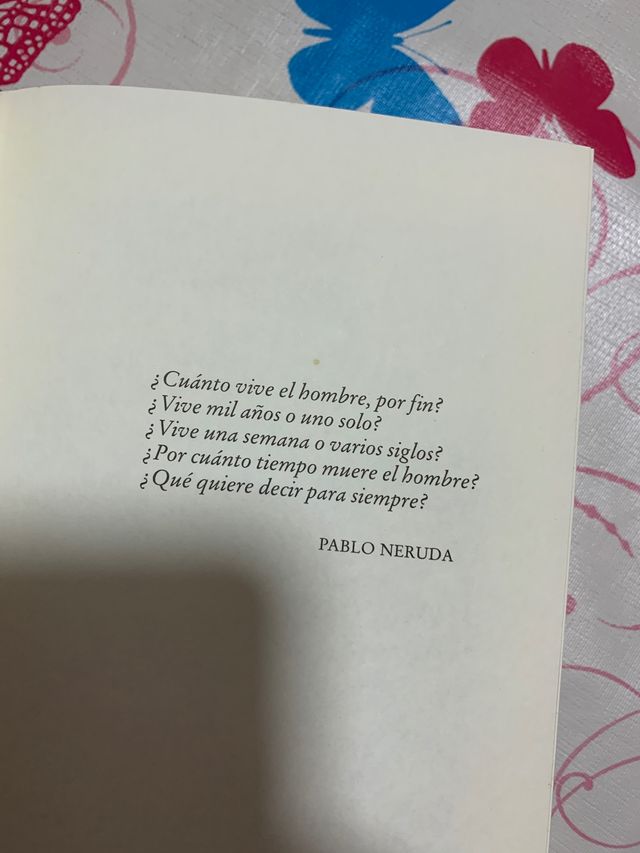 ¿Cuánto vive el hombre, por fin?
¿Vive mil años o uno solo?
¿Vive una semana o varios siglos?
¿Por cuánto tiempo muere el hombre?
¿Qué quiere decir para siempre?
PABLO NERUDA